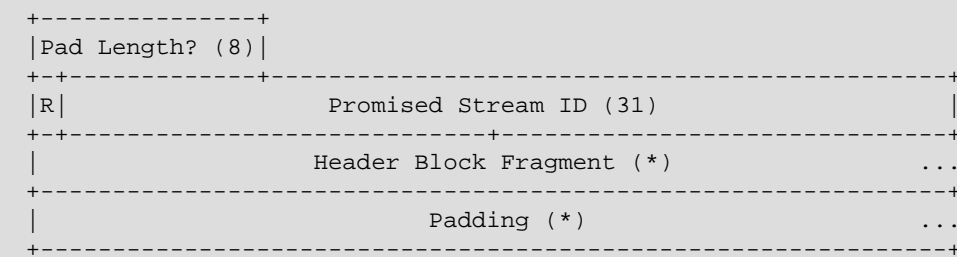 Pad Length? (8)
R Promised Stream ID (31)
Header Block Fragment (*) ...
Padding (*) ...